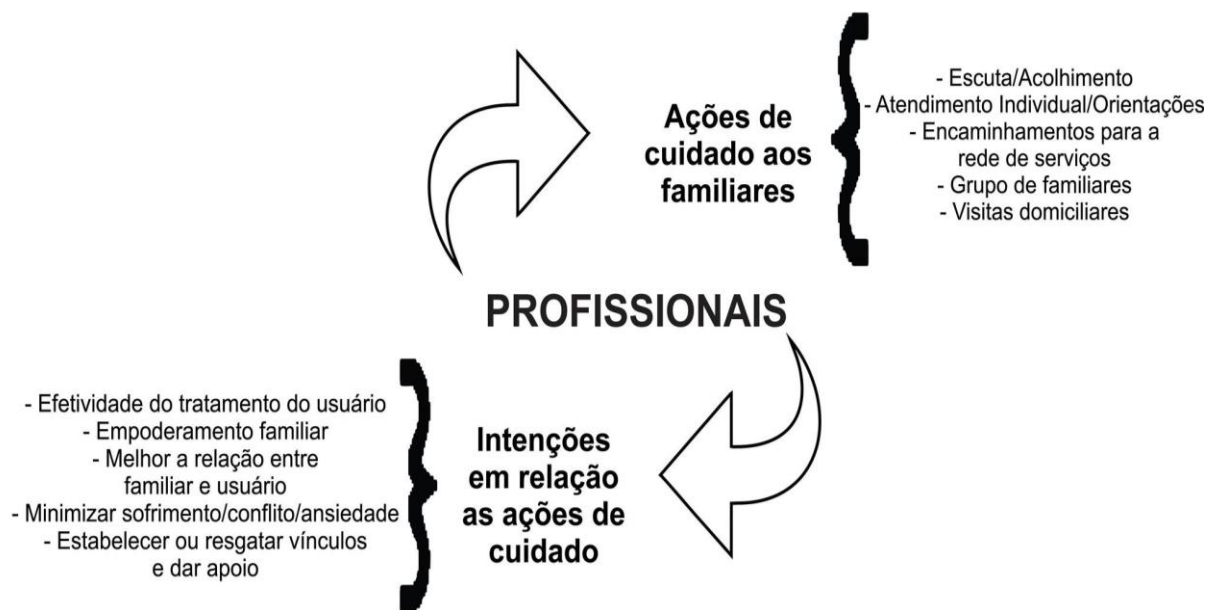 Ações de
cuidado aos
familiares
- Escuta/Acolhimento
- Atendimento Individual/Orientações
- Encaminhamentos para a
rede de serviços
- Grupo de familiares
- Visitas domiciliares
PROFISSIONAIS
- Efetividade do tratamento do usuário
- Empoderamento familiar
- Melhor a relação entre
familiar e usuário
- Minimizar sofrimento/conflito/ansiedade
- Estabelecer ou resgatar vínculos
e dar apoio
Intenções
em relação
as ações de
cuidado